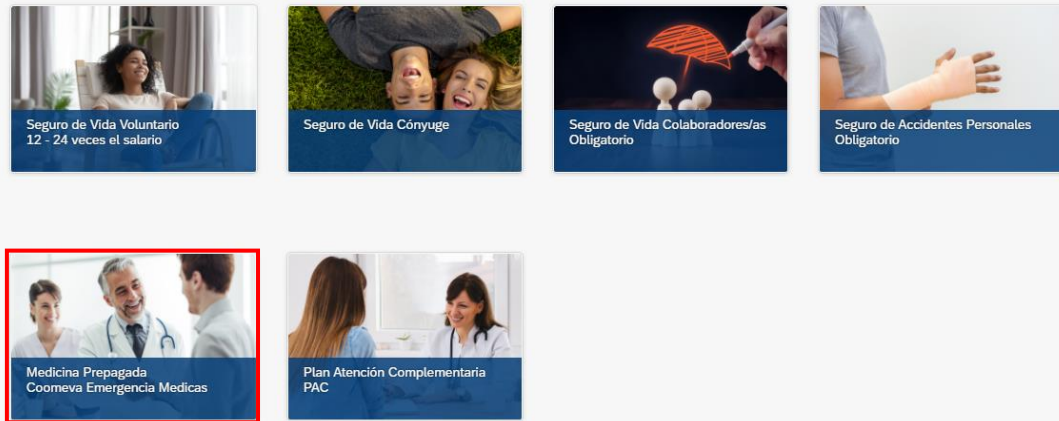 Seguro de Vida Voluntario
12 - 24 veces el salario
Seguro de Vida Cónyuge
Seguro de Vida Colaboradores/as
Obligatorio
Seguro de Accidentes Personales
Obligatorio
Medicina Prepagada
Coomeva Emergencia Medicas
Plan Atención Complementaria
PAC